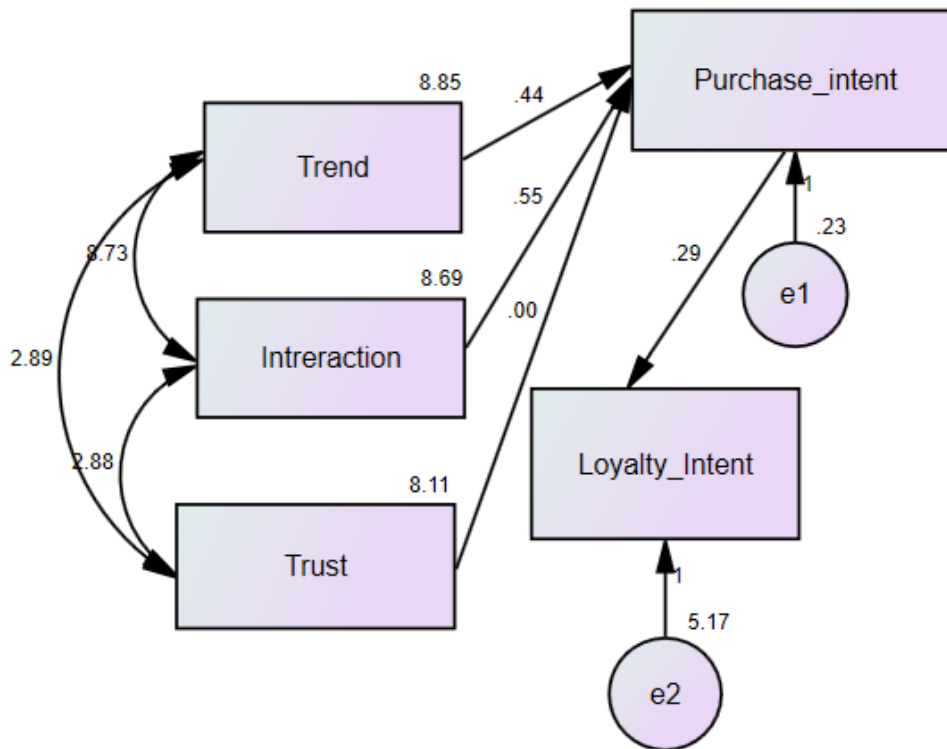 Purchase_intent
8.85
.44
Trend
.55
1
.23
8.73
8.69
.29
e1
.00
2.89
Intreraction
2.88
8.11
Loyalty_Intent
Trust
1
5.17
e2